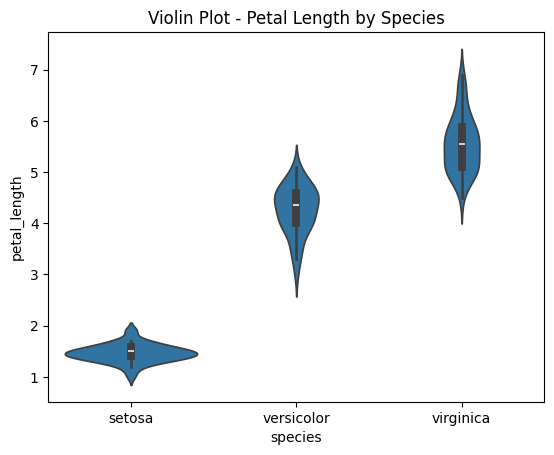 Violin Plot - Petal Length by Species
petal_length
7
6
5
4
3
2
1
setosa versicolor virginica
species